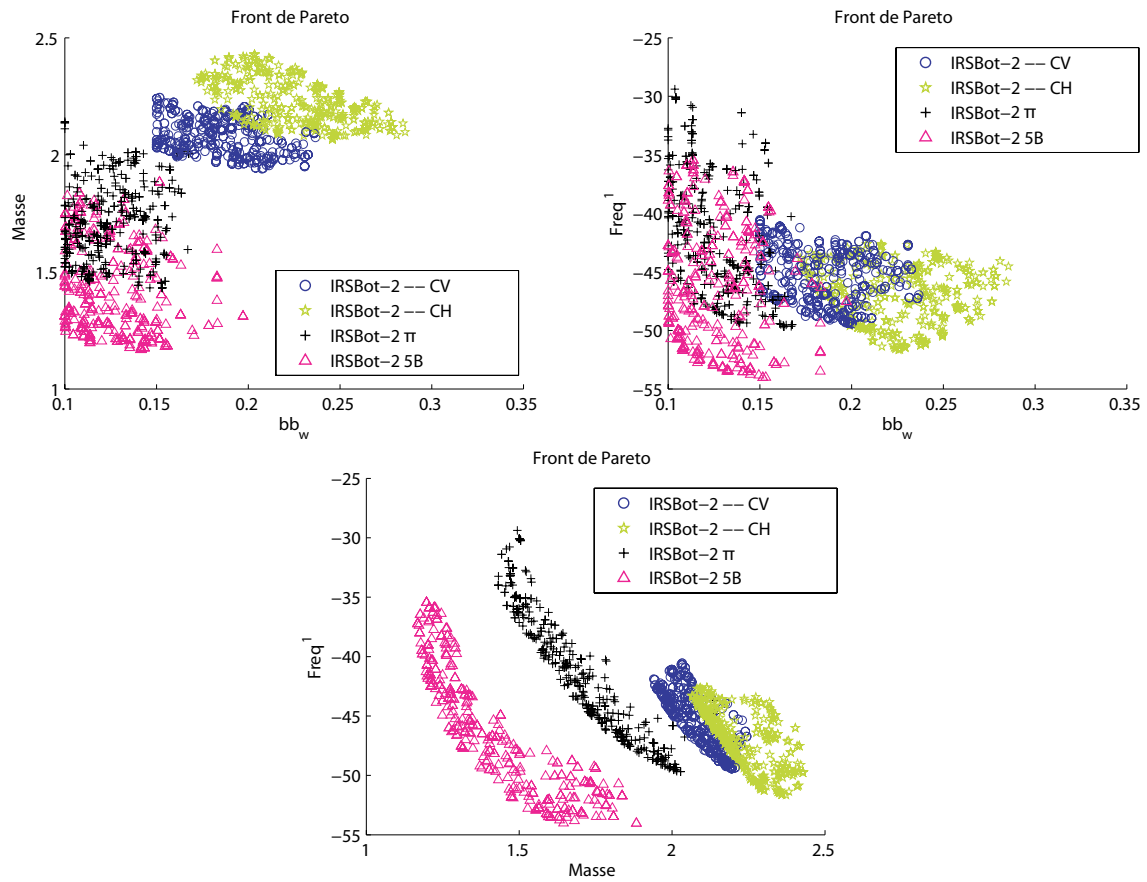 Front de Pareto
2.5
2
1.5
1
Masse
0.1
0.15
0.2
0.25
0.3
0.35
bb_w
IRSBot−2 −− CV
IRSBot−2 −− CH
IRSBot−2 π
IRSBot−2 5B
Front de Pareto
−25
−30
−35
−40
−45
−50
−55
Freq^1
0.1
0.15
0.2
0.25
0.3
0.35
bb_w
IRSBot−2 −− CV
IRSBot−2 −− CH
IRSBot−2 π
IRSBot−2 5B
Front de Pareto
−25
−30
−35
−40
−45
−50
−55
Freq^1
1
1.5
2
2.5
Masse
IRSBot−2 −− CV
IRSBot−2 −− CH
IRSBot−2 π
IRSBot−2 5B